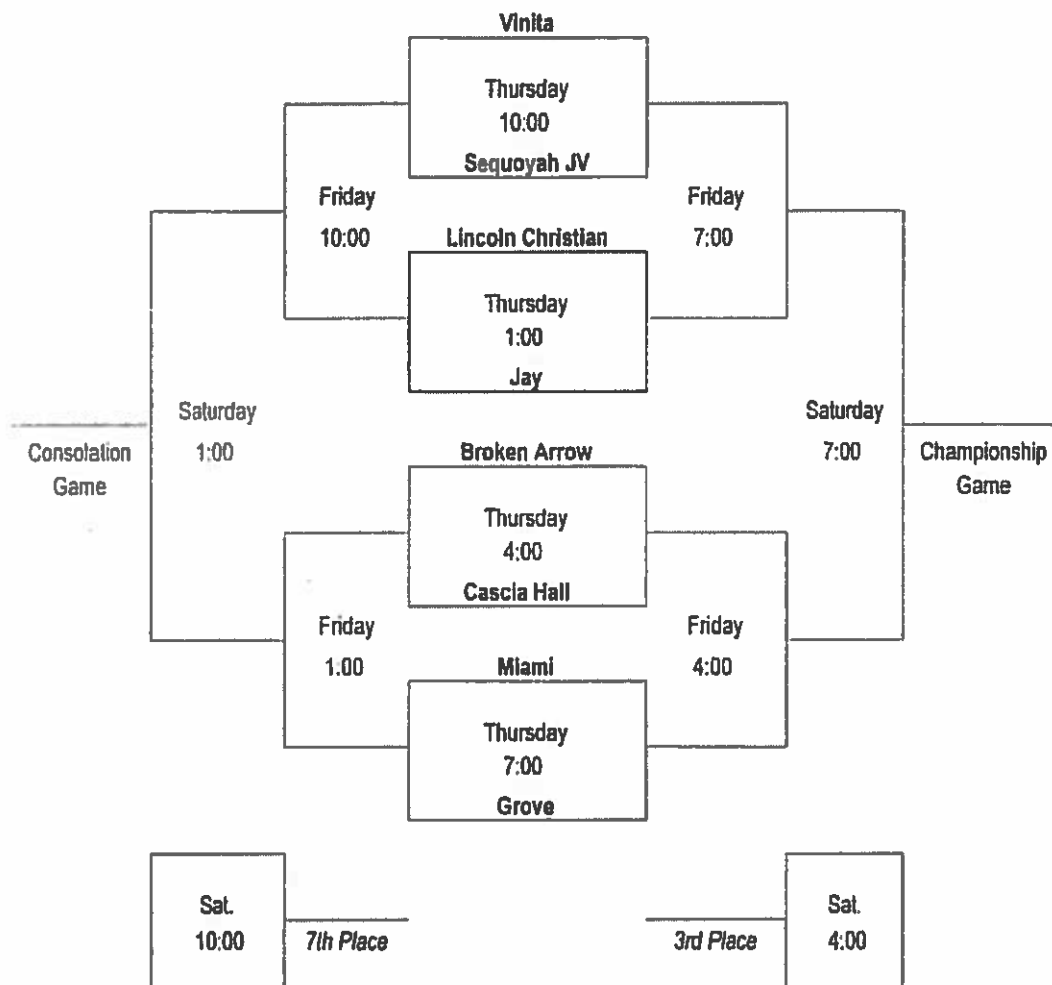 Vinita
Thursday
10:00
Sequoyah JV
Friday
10:00
Friday
7:00
Lincoln Christian
Thursday
1:00
Jay
Saturday
1:00
Consolation
Game
Saturday
7:00
Championship
Game
Broken Arrow
Thursday
4:00
Cascia Hall
Friday
1:00
Friday
4:00
Miami
Thursday
7:00
Grove
Sat.
10:00
7th Place
3rd Place
Sat.
4:00